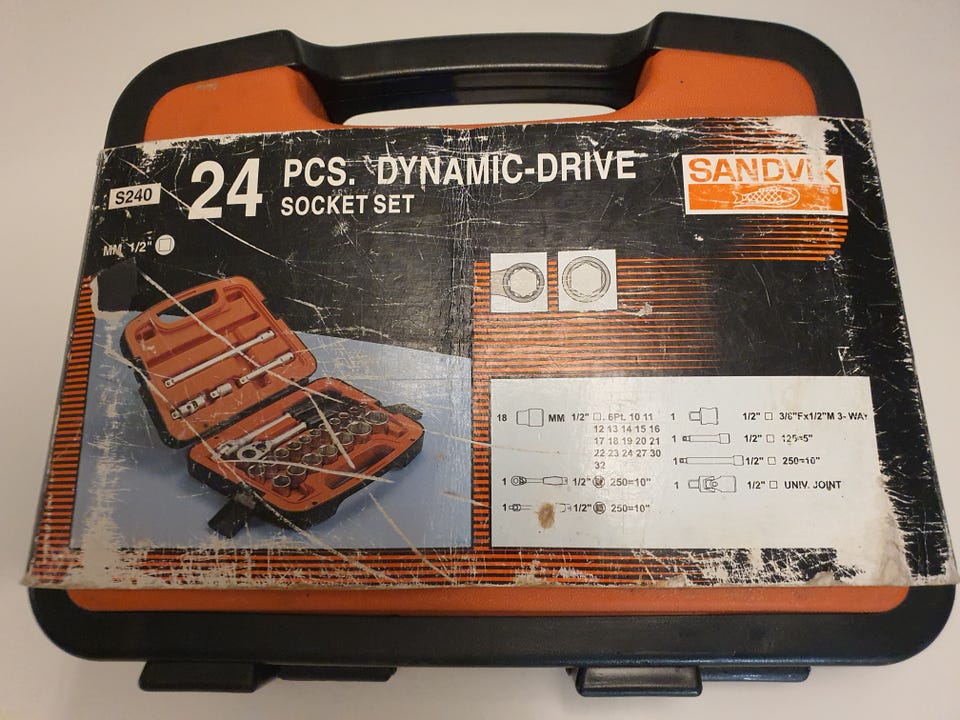 S240
24 PCS. DYNAMIC-DRIVE
SOCKET SET
SANDVIK
®
MM 1/2"
18 MM 1/2" 6Pt. 10 11
12 13 14 15 16
17 18 19 20 21
22 23 24 27 30
32
1 1/2" 250=10"
1 1/2" 250=10"
1 1/2" 3/8"Fx1/2"M 3-WAY
1 1/2" 125=5"
1 1/2" 250=10"
1 1/2" UNIV. JOINT